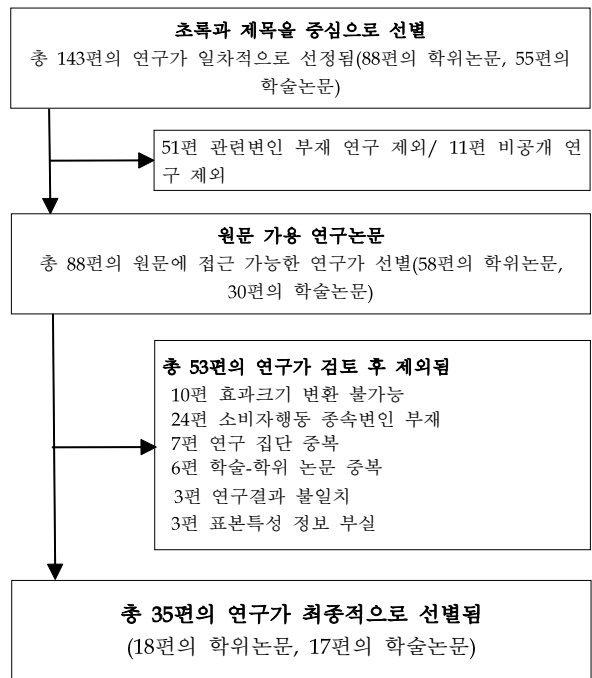 초록과 제목을 중심으로 선별
총 143편의 연구가 일차적으로 선정됨(88편의 학위논문, 55편의
학술논문)
51편 관련변인 부재 연구 제외/ 11편 비공개 연
구 제외
원문 가용 연구논문
총 88편의 원문에 접근 가능한 연구가 선별(58편의 학위논문,
30편의 학술논문)
총 53편의 연구가 검토 후 제외됨
10편 효과크기 변환 불가능
24편 소비자행동 종속변인 부재
7편 연구 집단 중복
6편 학술-학위 논문 중복
3편 연구결과 불일치
3편 표본특성 정보 부실
총 35편의 연구가 최종적으로 선별됨
(18편의 학위논문, 17편의 학술논문)